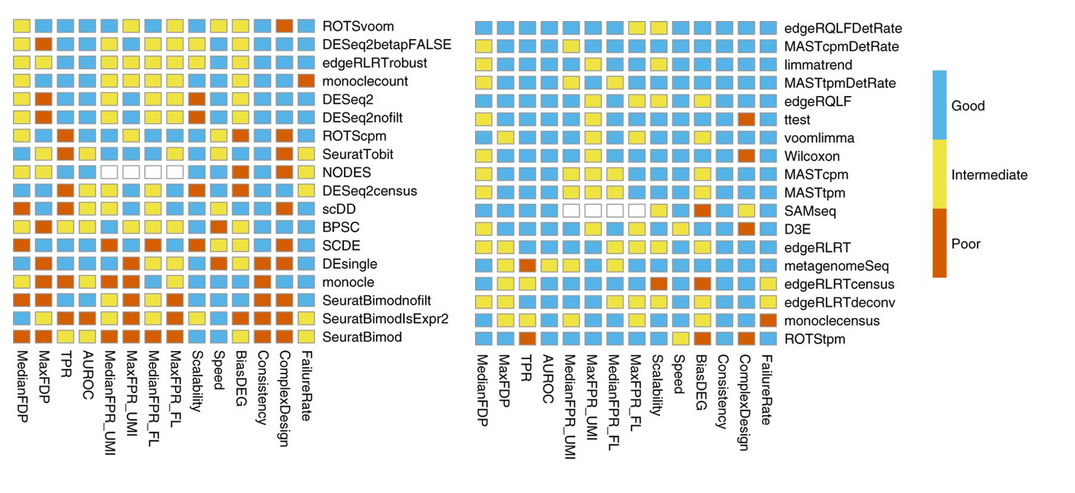 ROTSvoom
DESeq2betapFALSE
edgeRLRTrobust
monoclecount
DESeq2
DESeq2nofilt
ROTScpm
SeuratTobit
NODES
DESeq2census
scDD
BPSC
SCDE
DEsingle
monocle
SeuratBimodnofilt
SeuratBimodIsExpr2
SeuratBimod
MedianFDP
MaxFDP
TPR
AUROC
MedianFPR_UMI
MaxFPR_UMI
MedianFPR_FL
MaxFPR_FL
Scalability
Speed
BiasDEG
Consistency
ComplexDesign
FailureRate
edgeRQLFDetRate
MASTcpmDetRate
limmatrend
MASTtpmDetRate
edgeRQLF
ttest
voomlimma
Wilcoxon
MASTcpm
MASTtpm
SAMseq
D3E
edgeRLRT
metagenomeSeq
edgeRLRTcensus
edgeRLRTdeconv
monoclecensus
ROTStpm
MedianFDP
MaxFDP
TPR
AUROC
MedianFPR_UMI
MaxFPR_UMI
MedianFPR_FL
MaxFPR_FL
Scalability
Speed
BiasDEG
Consistency
ComplexDesign
FailureRate
Good
Intermediate
Poor